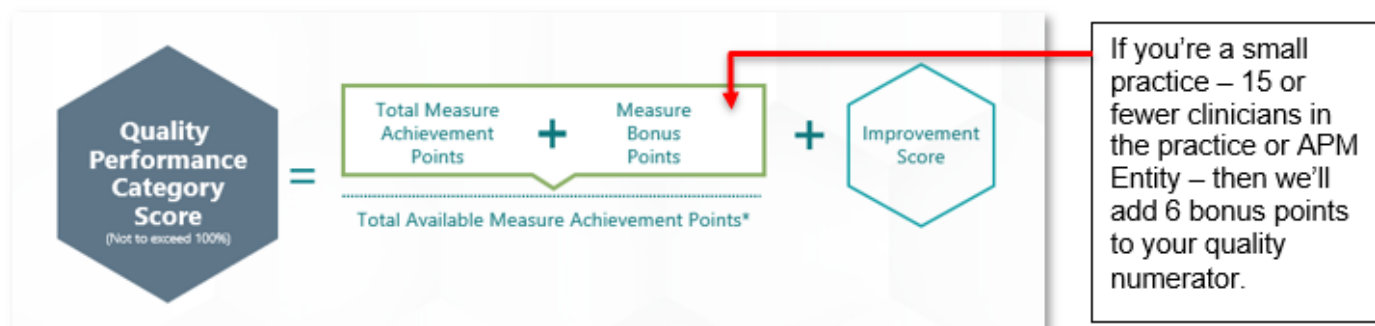 Quality
Performance
Category
Score
(Not to exceed 100%)
=
Total Measure
Achievement
Points
+
Measure
Bonus
Points
Total Available Measure Achievement Points*
+
Improvement
Score
If you’re a small
practice – 15 or
fewer clinicians in
the practice or APM
Entity – then we’ll
add 6 bonus points
to your quality
numerator.